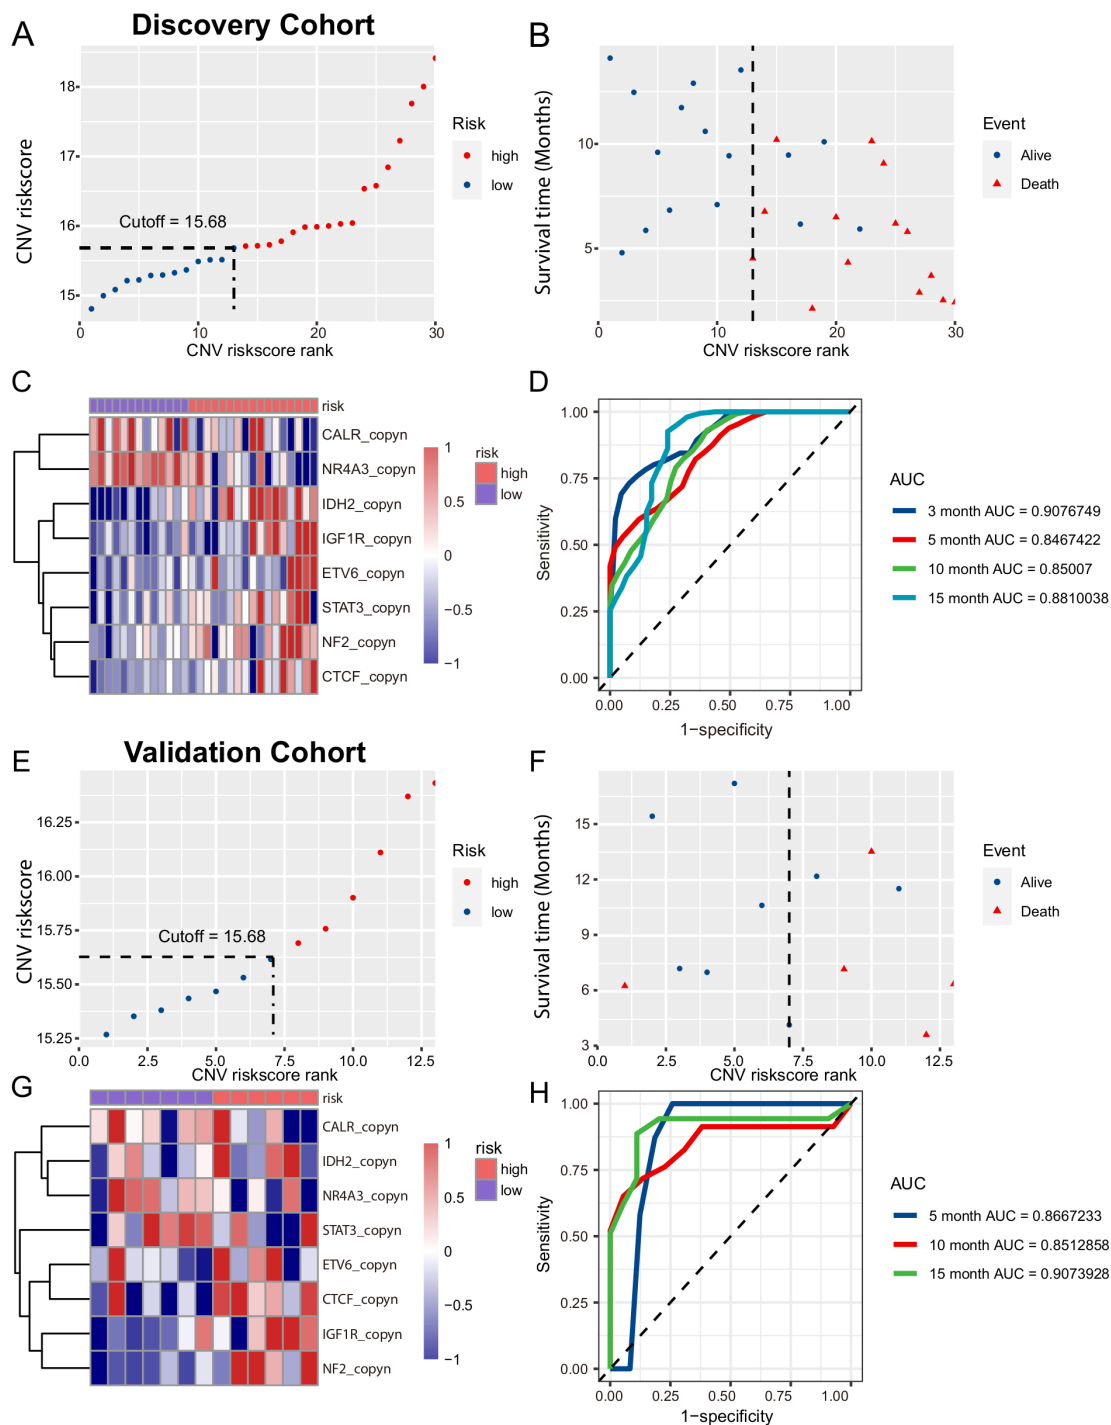 A
Discovery Cohort
CNV riskscore
18
17
16
15
Cutoff = 15.68
0 10 20 30
CNV riskscore rank
Risk
high
low
B
Survival time (Months)
10
5
0 10 20 30
CNV riskscore rank
Event
Alive
Death
C
risk
CALR_copyn
NR4A3_copyn
IDH2_copyn
IGF1R_copyn
ETV6_copyn
STAT3_copyn
NF2_copyn
CTCF_copyn
1
0.5
0
−0.5
−1
risk
high
low
D
Sensitivity
1.00
0.75
0.50
0.25
0.00
0.00 0.25 0.50 0.75 1.00
1−specificity
AUC
3 month AUC = 0.9076749
5 month AUC = 0.8467422
10 month AUC = 0.85007
15 month AUC = 0.8810038
E
Validation Cohort
CNV riskscore
16.25
16.00
15.75
15.50
15.25
Cutoff = 15.68
0.0 2.5 5.0 7.5 10.0 12.5
CNV riskscore rank
Risk
high
low
F
Survival time (Months)
15
12
9
6
3
0.0 2.5 5.0 7.5 10.0 12.5
CNV riskscore rank
Event
Alive
Death
G
risk
CALR_copyn
IDH2_copyn
NR4A3_copyn
STAT3_copyn
ETV6_copyn
CTCF_copyn
IGF1R_copyn
NF2_copyn
1
0.5
0
−0.5
−1
risk
high
low
H
Sensitivity
1.00
0.75
0.50
0.25
0.00
0.00 0.25 0.50 0.75 1.00
1−specificity
AUC
5 month AUC = 0.8667233
10 month AUC = 0.8512858
15 month AUC = 0.9073928